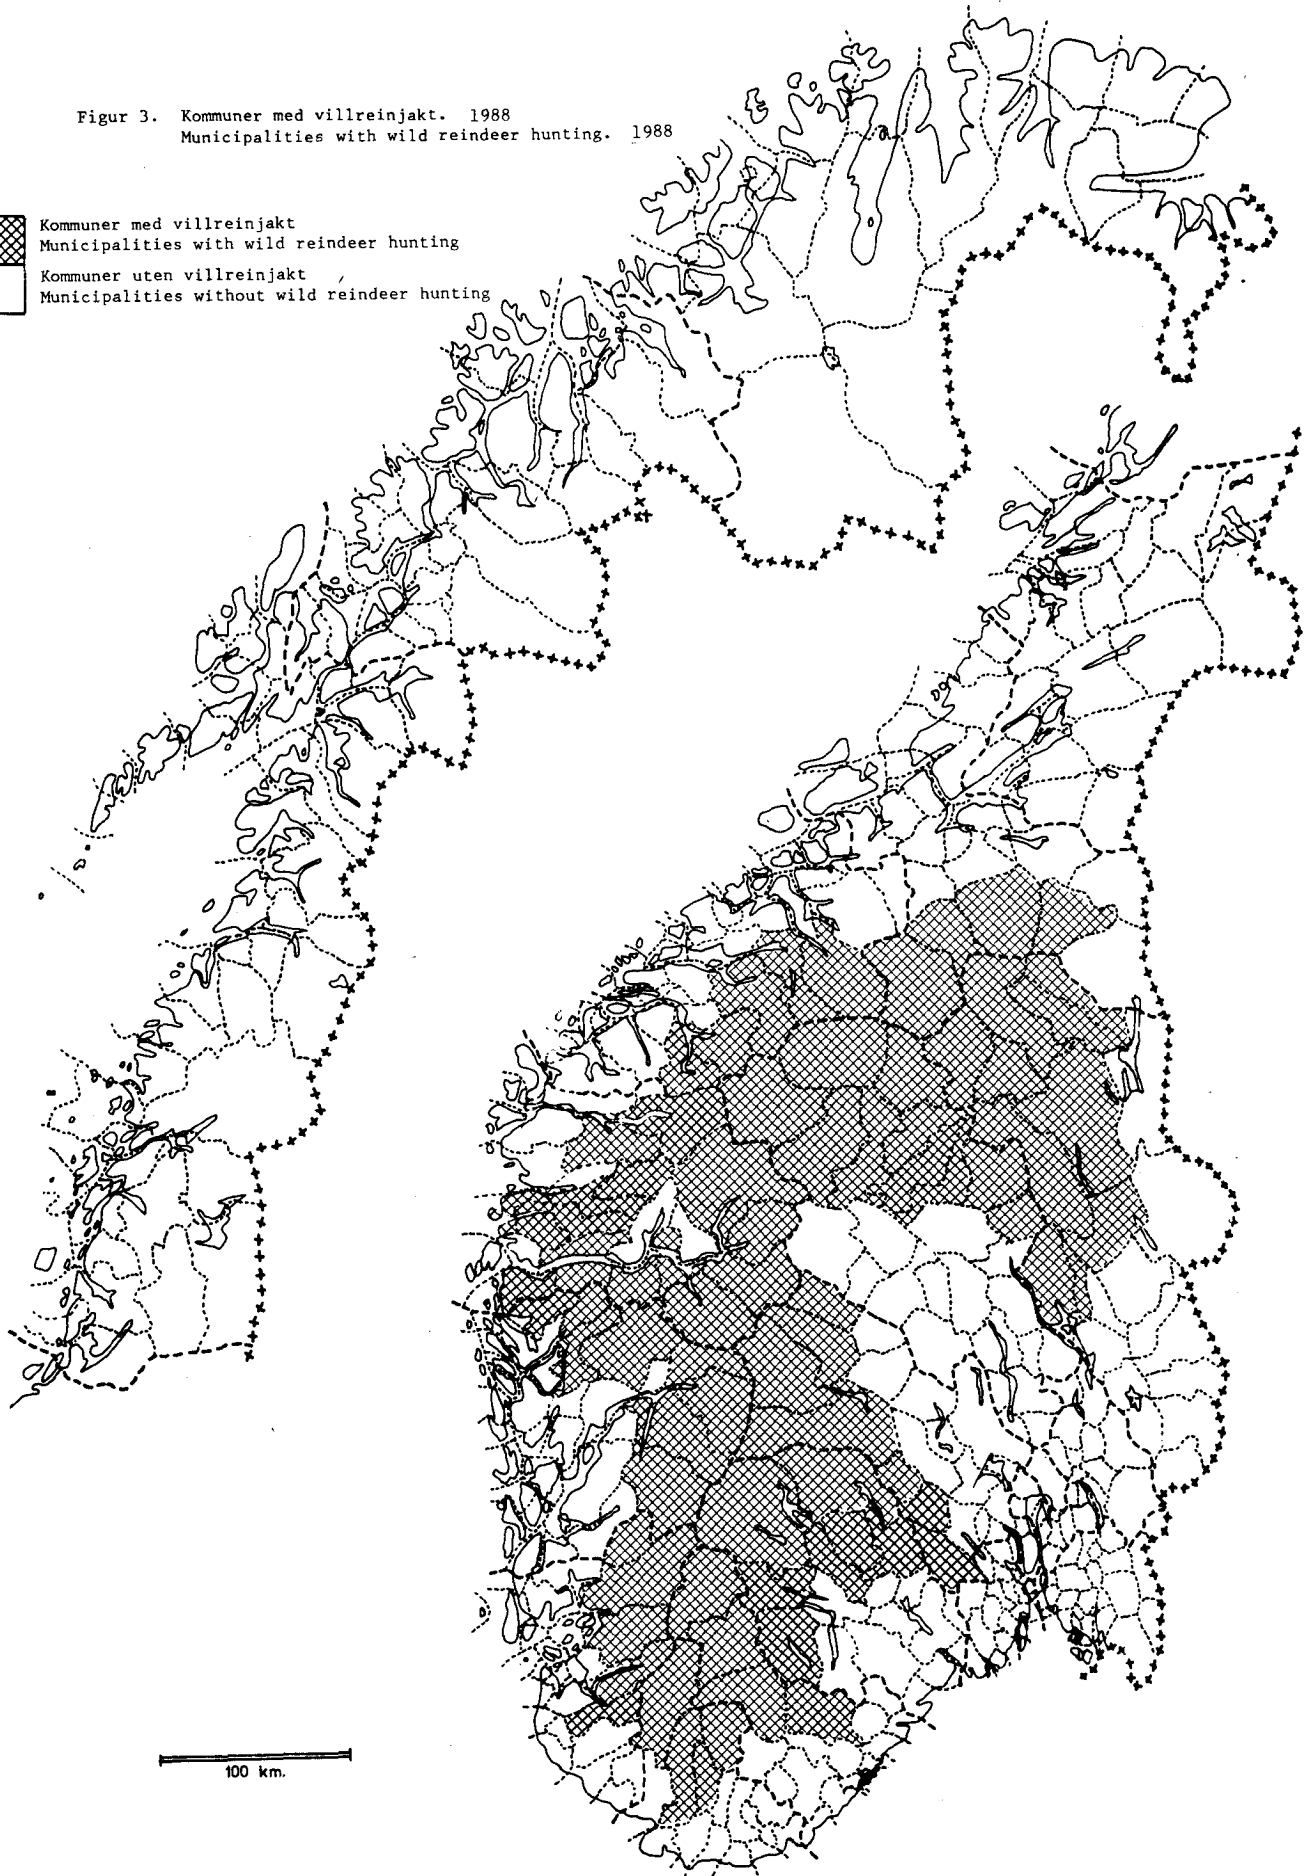 Figur 3. Kommuner med villreinjakt. 1988
Municipalities with wild reindeer hunting. 1988
Kommuner med villreinjakt
Municipalities with wild reindeer hunting
Kommuner uten villreinjakt
Municipalities without wild reindeer hunting
100 km.